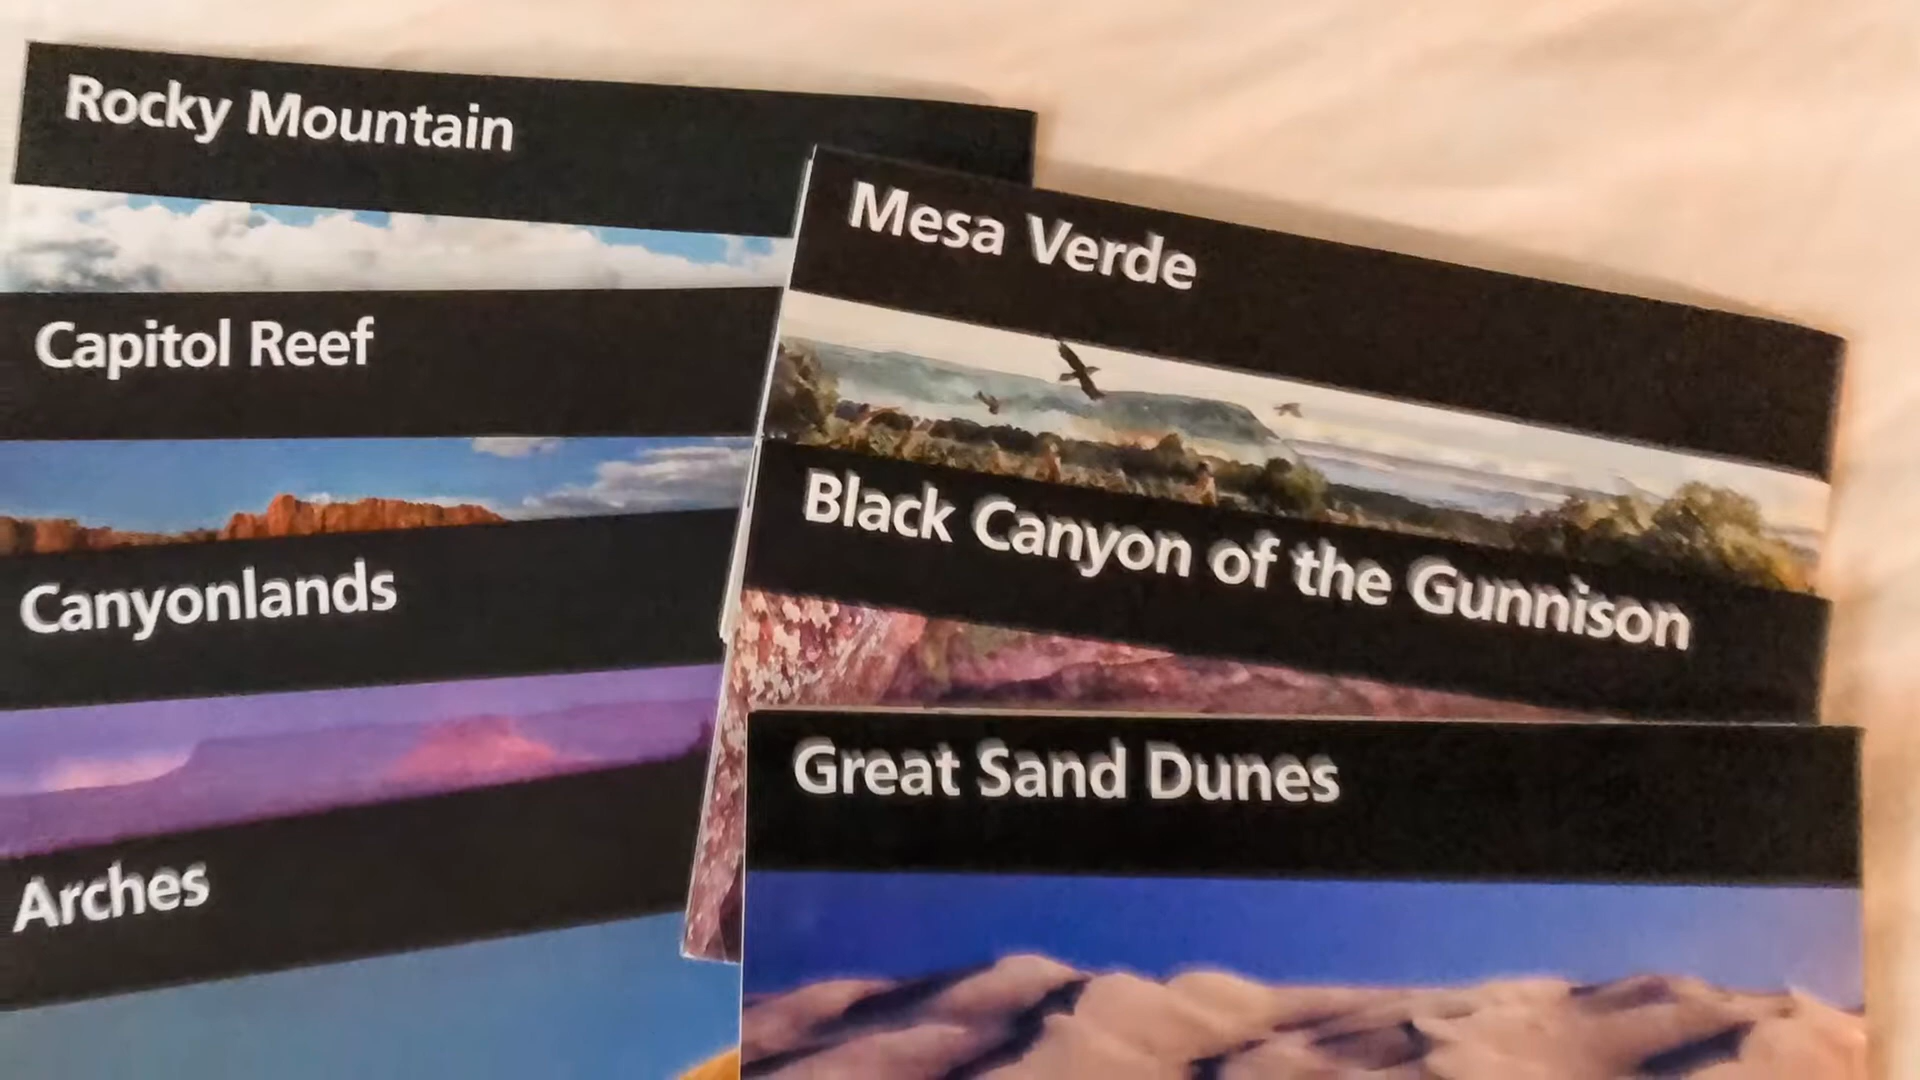 Rocky Mountain
Capitol Reef
Canyonlands
Arches
Mesa Verde
Black Canyon of the Gunnison
Great Sand Dunes